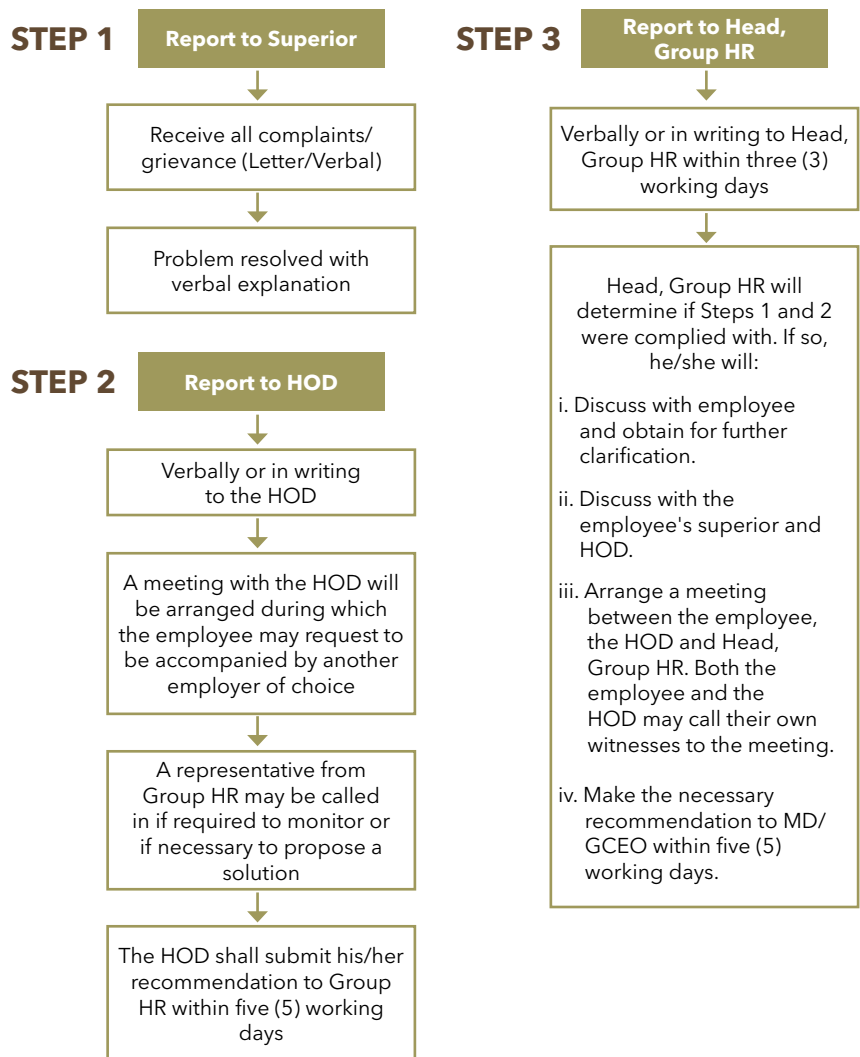 STEP 1
Report to Superior
Receive all complaints/
grievance (Letter/Verbal)
Problem resolved with
verbal explanation
STEP 2
Report to HOD
Verbally or in writing
to the HOD
A meeting with the HOD will
be arranged during which
the employee may request to
be accompanied by another
employer of choice
A representative from
Group HR may be called
in if required to monitor or
if necessary to propose a
solution
The HOD shall submit his/her
recommendation to Group
HR within five (5) working
days
STEP 3
Report to Head,
Group HR
Verbally or in writing to Head,
Group HR within three (3)
working days
Head, Group HR will
determine if Steps 1 and 2
were complied with. If so,
he/she will:
i. Discuss with employee
and obtain for further
clarification.
ii. Discuss with the
employee's superior and
HOD.
iii. Arrange a meeting
between the employee,
the HOD and Head,
Group HR. Both the
employee and the
HOD may call their own
witnesses to the meeting.
iv. Make the necessary
recommendation to MD/
GCEO within five (5)
working days.